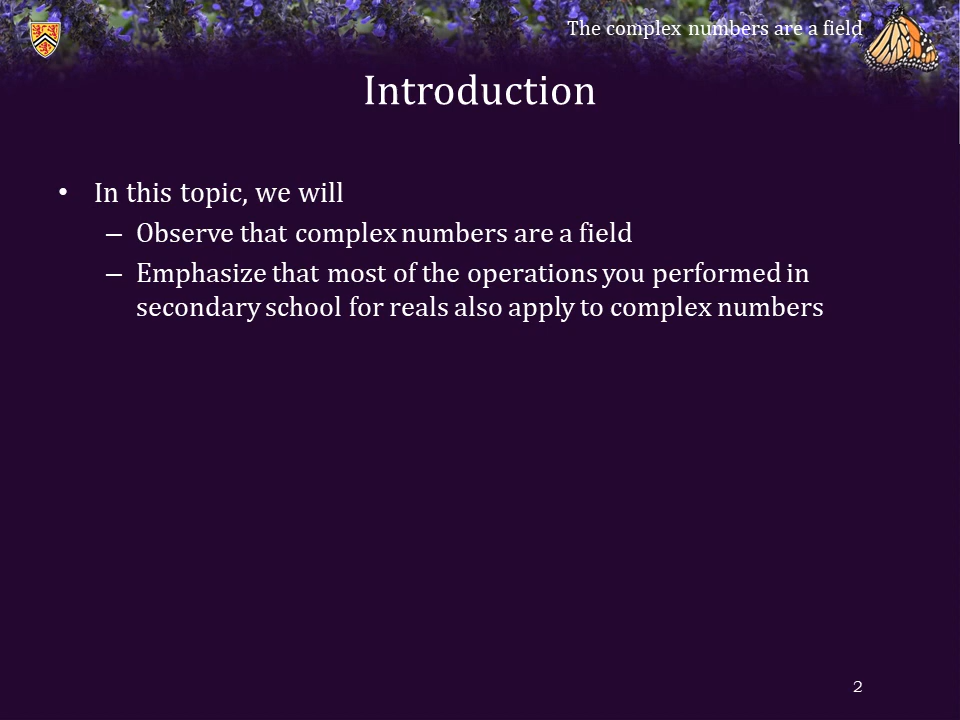 The complex numbers are a field
Introduction
• In this topic, we will
– Observe that complex numbers are a field
– Emphasize that most of the operations you performed in
secondary school for reals also apply to complex numbers
2